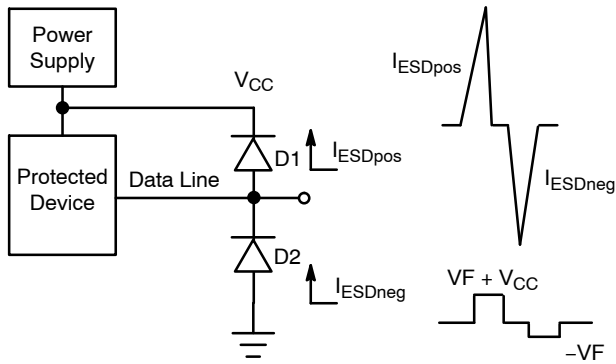 Power
Supply
V_CC
Protected
Device
Data Line
D1
I_ESDpos
D2
I_ESDneg
I_ESDpos
I_ESDneg
VF + V_CC
−VF